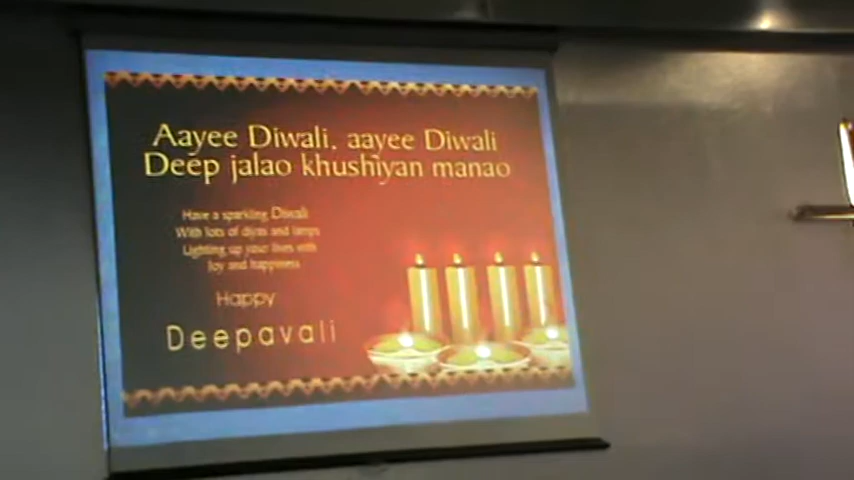 Aayee Diwali, aayee Diwali
Deep jalao khushiyan manao
Have a sparkling Diwali
With lots of diyas and lamps
Lighting up your lives with
Joy and happiness
Happy
Deepavali